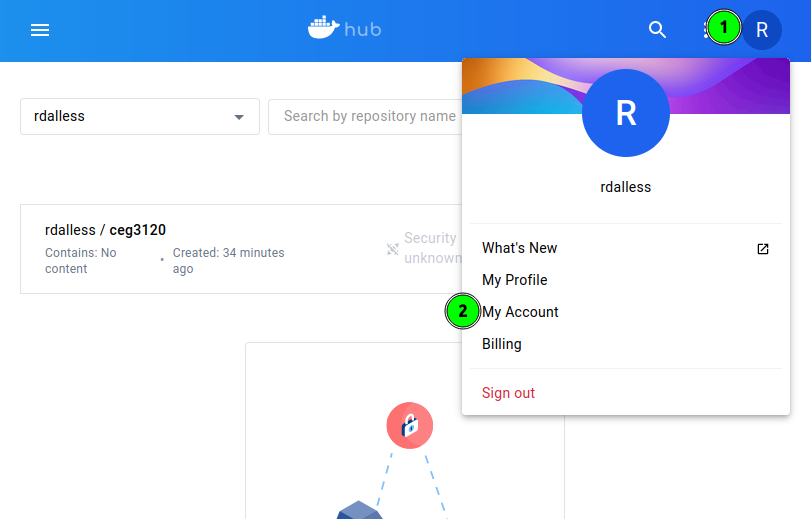 hub
1
R
rdalless
Search by repository name
R
rdalless
rdalless / ceg3120
Contains: No
content
•
Created: 34 minutes
ago
Security
unknown
What's New
My Profile
2
My Account
Billing
Sign out